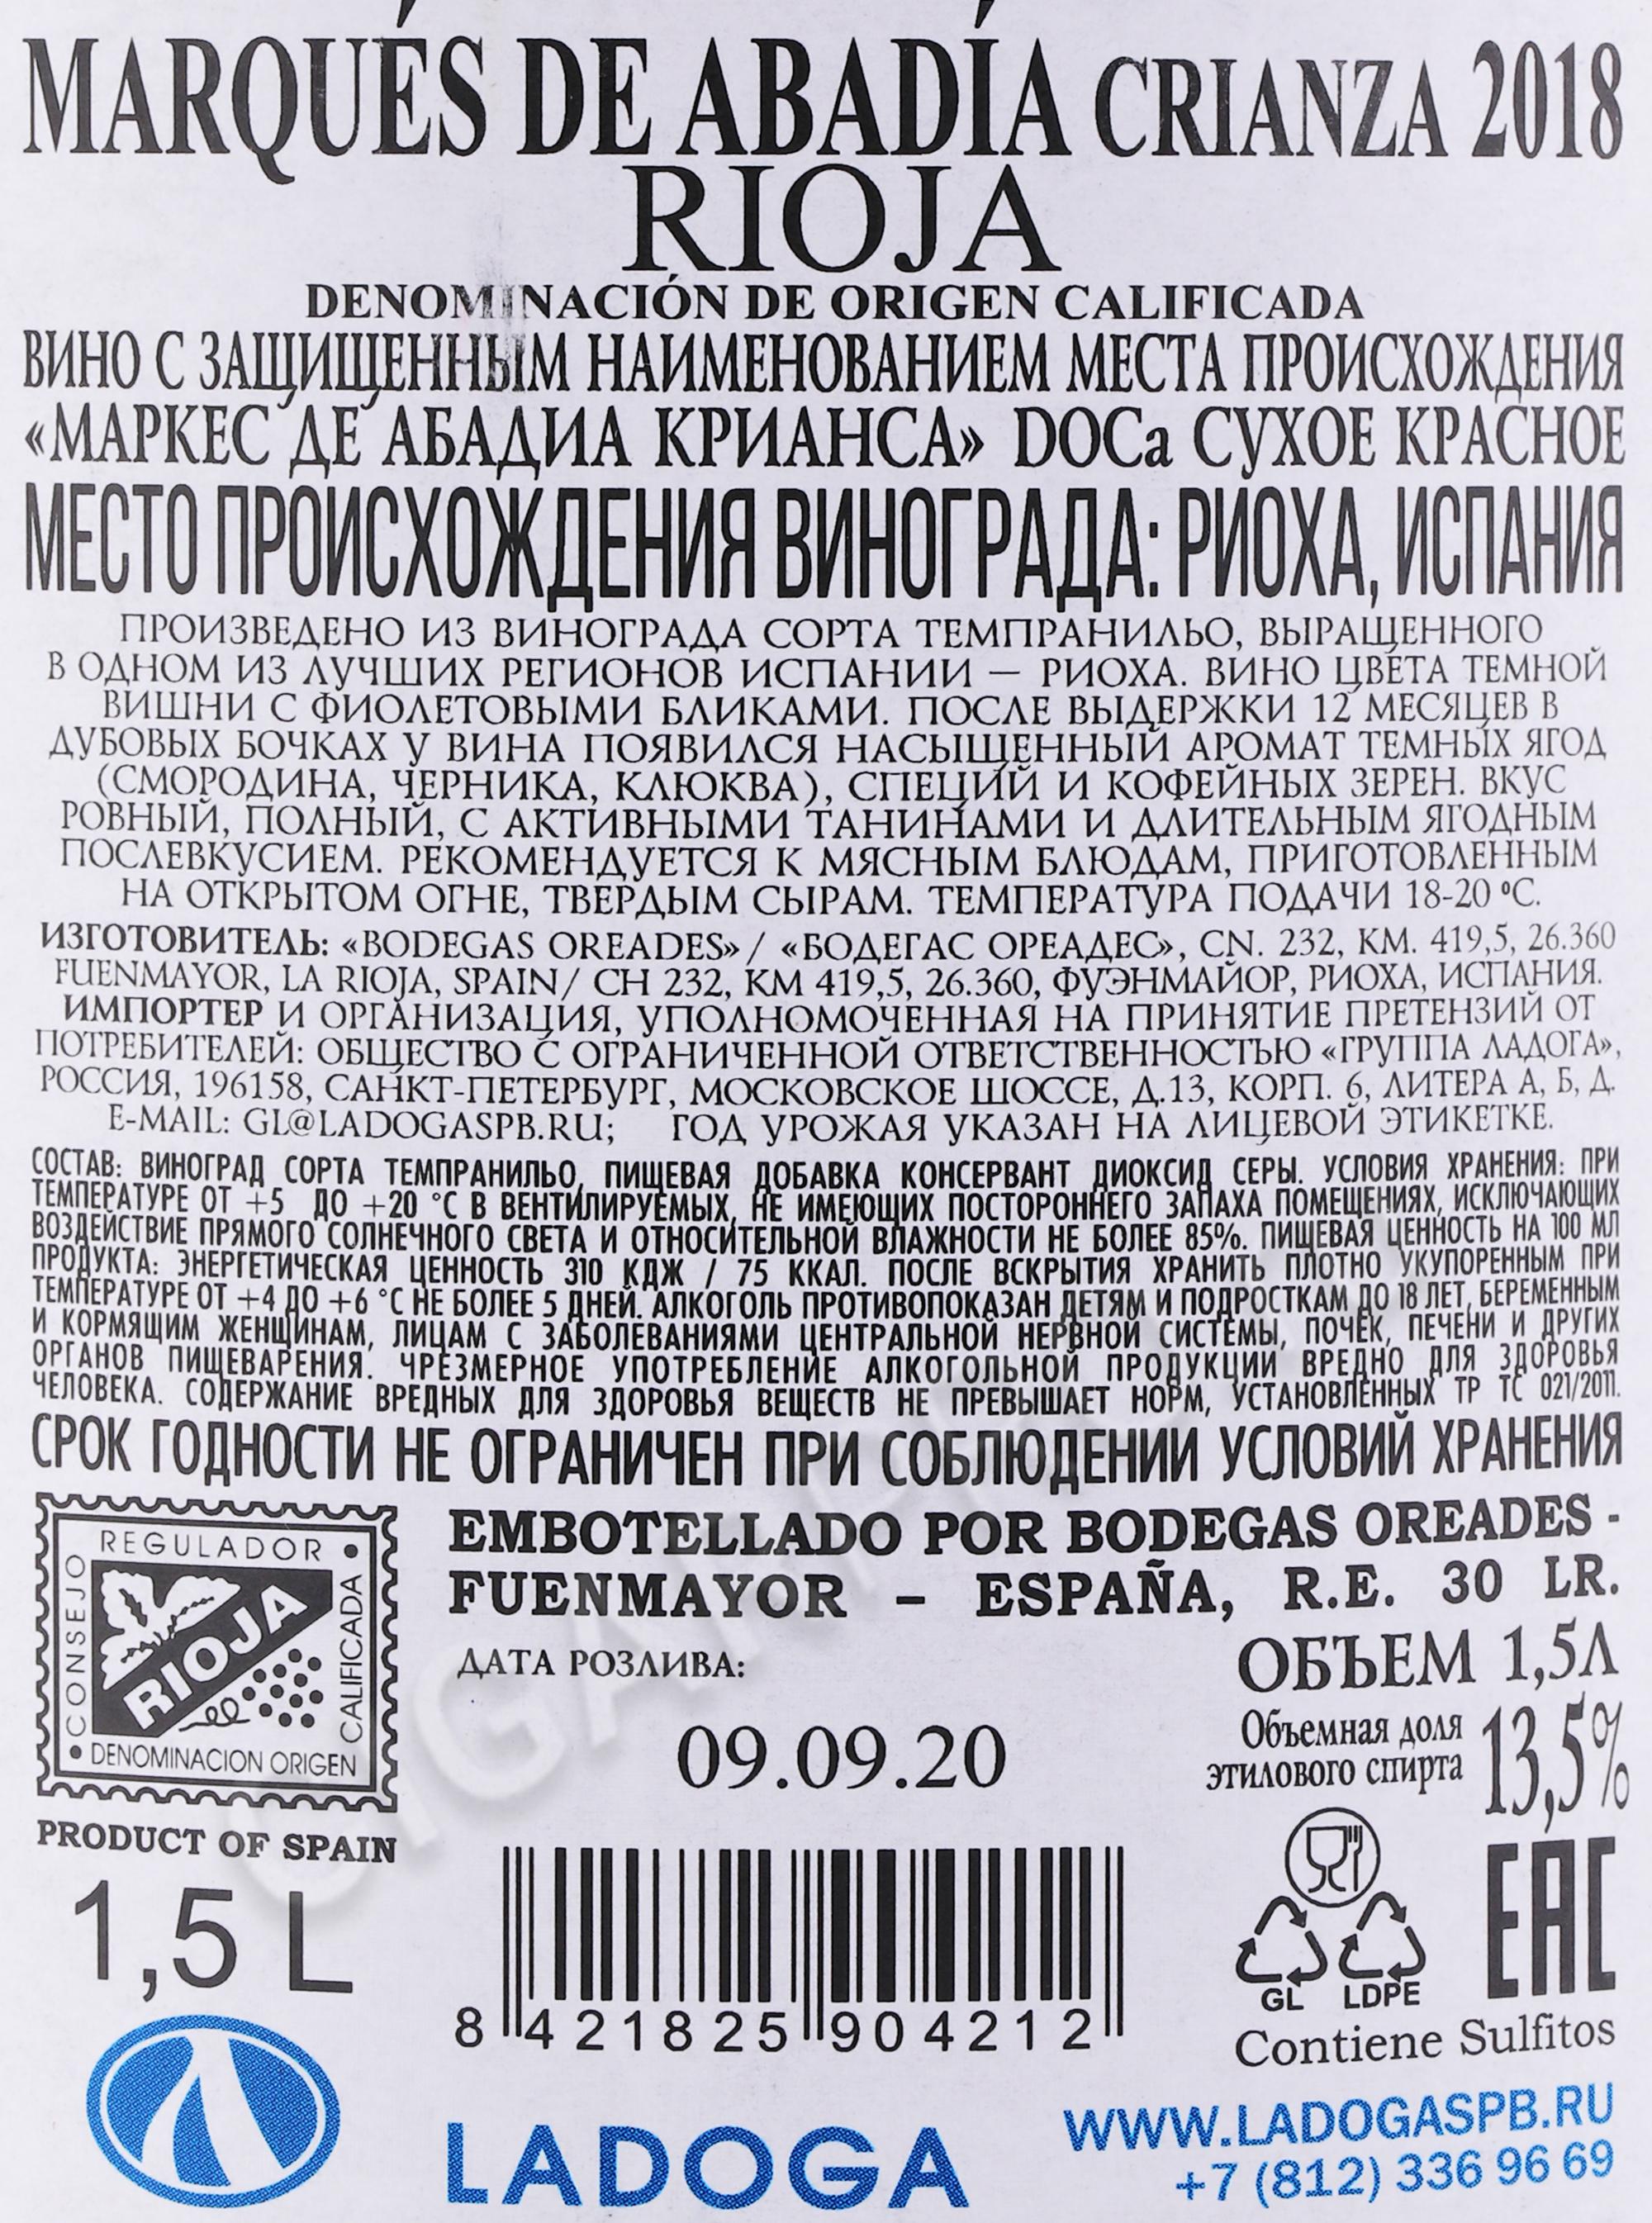 MARQUÉS DE ABADÍA CRIANZA 2018
RIOJA
DENOMINACIÓN DE ORIGEN CALIFICADA
ВИНО С ЗАЩИЩЕННЫМ НАИМЕНОВАНИЕМ МЕСТА ПРОИСХОЖДЕНИЯ
«МАРКЕС ДЕ АБАДИА КРИАНСА» DOCa СУХОЕ КРАСНОЕ
МЕСТО ПРОИСХОЖДЕНИЯ ВИНОГРАДА: РИОХА, ИСПАНИЯ
ПРОИЗВЕДЕНО ИЗ ВИНОГРАДА СОРТА ТЕМПРАНИЛЬО, ВЫРАЩЕННОГО
В ОДНОМ ИЗ ЛУЧШИХ РЕГИОНОВ ИСПАНИИ — РИОХА. ВИНО ЦВЕТА ТЕМНОЙ
ВИШНИ С ФИОЛЕТОВЫМИ БЛИКАМИ. ПОСЛЕ ВЫДЕРЖКИ 12 МЕСЯЦЕВ В
ДУБОВЫХ БОЧКАХ У ВИНА ПОЯВИЛСЯ НАСЫЩЕННЫЙ АРОМАТ ТЕМНЫХ ЯГОД
(СМОРОДИНА, ЧЕРНИКА, КЛЮКВА), СПЕЦИЙ И КОФЕЙНЫХ ЗЕРЕН. ВКУС
РОВНЫЙ, ПОЛНЫЙ, С АКТИВНЫМИ ТАНИНАМИ И ДЛИТЕЛЬНЫМ ЯГОДНЫМ
ПОСЛЕВКУСИЕМ. РЕКОМЕНДУЕТСЯ К МЯСНЫМ БЛЮДАМ, ПРИГОТОВЛЕННЫМ
НА ОТКРЫТОМ ОГНЕ, ТВЕРДЫМ СЫРАМ. ТЕМПЕРАТУРА ПОДАЧИ 18-20 °С.
ИЗГОТОВИТЕЛЬ: «BODEGAS OREADES» / «БОДЕГАС ОРЕАДЕС», CN. 232, KM. 419,5, 26.360
FUENMAYOR, LA RIOJA, SPAIN/ СН 232, КМ 419,5, 26.360, ФУЭНМАЙОР, РИОХА, ИСПАНИЯ.
ИМПОРТЕР И ОРГАНИЗАЦИЯ, УПОЛНОМОЧЕННАЯ НА ПРИНЯТИЕ ПРЕТЕНЗИЙ ОТ
ПОТРЕБИТЕЛЕЙ: ОБЩЕСТВО С ОГРАНИЧЕННОЙ ОТВЕТСТВЕННОСТЬЮ «ГРУППА ЛАДОГА»,
РОССИЯ, 196158, САНКТ-ПЕТЕРБУРГ, МОСКОВСКОЕ ШОССЕ, Д.13, КОРП. 6, ЛИТЕРА А, Б, Д.
E-MAIL: GL@LADOGASPB.RU; ГОД УРОЖАЯ УКАЗАН НА ЛИЦЕВОЙ ЭТИКЕТКЕ.
СОСТАВ: ВИНОГРАД СОРТА ТЕМПРАНИЛЬО, ПИЩЕВАЯ ДОБАВКА КОНСЕРВАНТ ДИОКСИД СЕРЫ. УСЛОВИЯ ХРАНЕНИЯ: ПРИ
ТЕМПЕРАТУРЕ ОТ +5 ДО +20 °С В ВЕНТИЛИРУЕМЫХ, НЕ ИМЕЮЩИХ ПОСТОРОННЕГО ЗАПАХА ПОМЕЩЕНИЯХ, ИСКЛЮЧАЮЩИХ
ВОЗДЕЙСТВИЕ ПРЯМОГО СОЛНЕЧНОГО СВЕТА И ОТНОСИТЕЛЬНОЙ ВЛАЖНОСТИ НЕ БОЛЕЕ 85%. ПИЩЕВАЯ ЦЕННОСТЬ НА 100 МЛ
ПРОДУКТА: ЭНЕРГЕТИЧЕСКАЯ ЦЕННОСТЬ 310 КДЖ / 75 ККАЛ. ПОСЛЕ ВСКРЫТИЯ ХРАНИТЬ ПЛОТНО УКУПОРЕННЫМ ПРИ
ТЕМПЕРАТУРЕ ОТ +4 ДО +6 °С НЕ БОЛЕЕ 5 ДНЕЙ. АЛКОГОЛЬ ПРОТИВОПОКАЗАН ДЕТЯМ И ПОДРОСТКАМ ДО 18 ЛЕТ, БЕРЕМЕННЫМ
И КОРМЯЩИМ ЖЕНЩИНАМ, ЛИЦАМ С ЗАБОЛЕВАНИЯМИ ЦЕНТРАЛЬНОЙ НЕРВНОЙ СИСТЕМЫ, ПОЧЕК, ПЕЧЕНИ И ДРУГИХ
ОРГАНОВ ПИЩЕВАРЕНИЯ. ЧРЕЗМЕРНОЕ УПОТРЕБЛЕНИЕ АЛКОГОЛЬНОЙ ПРОДУКЦИИ ВРЕДНО ДЛЯ ЗДОРОВЬЯ
ЧЕЛОВЕКА. СОДЕРЖАНИЕ ВРЕДНЫХ ДЛЯ ЗДОРОВЬЯ ВЕЩЕСТВ НЕ ПРЕВЫШАЕТ НОРМ, УСТАНОВЛЕННЫХ ТР ТС 021/2011.
СРОК ГОДНОСТИ НЕ ОГРАНИЧЕН ПРИ СОБЛЮДЕНИИ УСЛОВИЙ ХРАНЕНИЯ
CONSEJO
REGULADOR
RIOJA
DENOMINACION ORIGEN
CALIFICADA
EMBOTELLADO POR BODEGAS OREADES -
FUENMAYOR – ESPAÑA, R.E. 30 LR.
ДАТА РОЗЛИВА:
09.09.20
ОБЪЕМ 1,5Л
Объемная доля
этилового спирта
13,5%
PRODUCT OF SPAIN
1,5 L
8 421825 904212
GL LDPE
EAC
Contiene Sulfitos
LADOGA
WWW.LADOGASPB.RU
+7 (812) 336 96 69